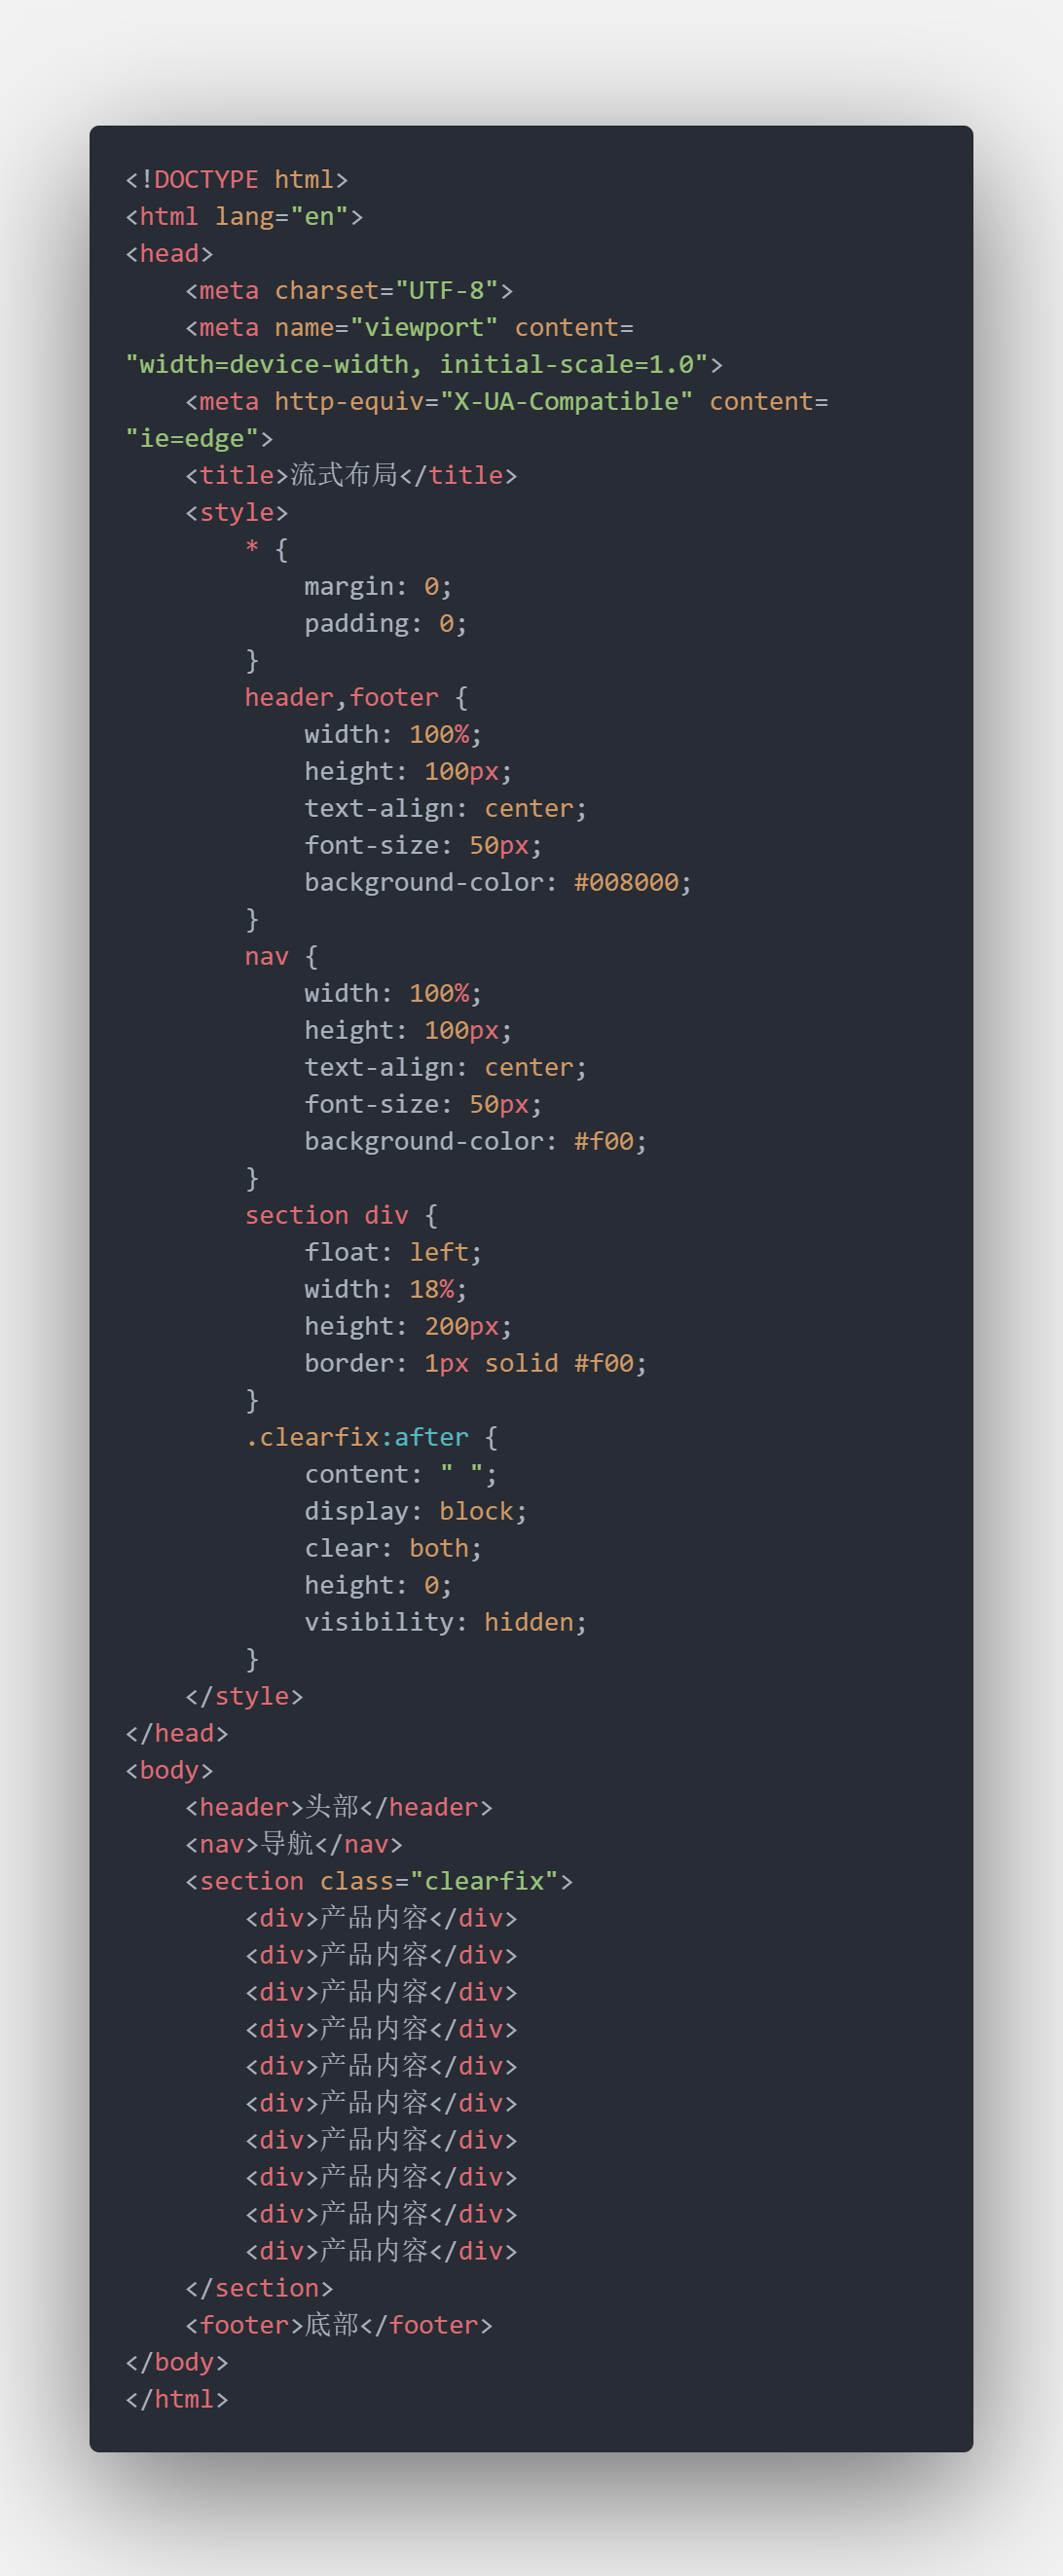 <!DOCTYPE html>
<html lang="en">
<head>
    <meta charset="UTF-8">
    <meta name="viewport" content=
"width=device-width, initial-scale=1.0">
    <meta http-equiv="X-UA-Compatible" content=
"ie=edge">
    <title>流式布局</title>
    <style>
        * {
            margin: 0;
            padding: 0;
        }
        header,footer {
            width: 100%;
            height: 100px;
            text-align: center;
            font-size: 50px;
            background-color: #008000;
        }
        nav {
            width: 100%;
            height: 100px;
            text-align: center;
            font-size: 50px;
            background-color: #f00;
        }
        section div {
            float: left;
            width: 18%;
            height: 200px;
            border: 1px solid #f00;
        }
        .clearfix:after {
            content: " ";
            display: block;
            clear: both;
            height: 0;
            visibility: hidden;
        }
    </style>
</head>
<body>
    <header>头部</header>
    <nav>导航</nav>
    <section class="clearfix">
        <div>产品内容</div>
        <div>产品内容</div>
        <div>产品内容</div>
        <div>产品内容</div>
        <div>产品内容</div>
        <div>产品内容</div>
        <div>产品内容</div>
        <div>产品内容</div>
        <div>产品内容</div>
        <div>产品内容</div>
    </section>
    <footer>底部</footer>
</body>
</html>